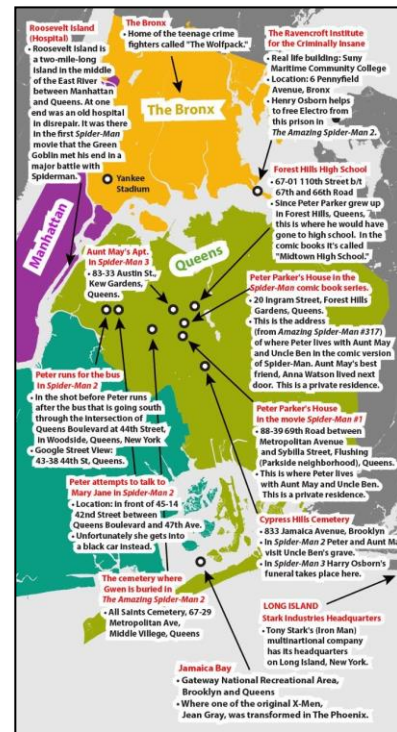 Roosevelt Island
(Hospital)
• Roosevelt Island is
a two-mile-long
Island in the middle
of the East River
between Manhattan
and Queens. At one
end was an old hospital
in disrepair. It was there
in the first Spider-Man
movie that the Green
Goblin met his end in a
major battle with
Spiderman.
The Bronx
• Home of the teenage crime
fighters called "The Wolfpack."
The Ravencroft Institute
for the Criminally Insane
• Real life building: Suny
Maritime Community College
• Location: 6 Pennyfield
Avenue, Bronx
• Henry Osborn helps
to free Electro from
this prison in
The Amazing Spider-Man 2.
The Bronx
Yankee
Stadium
Manhattan
Queens
Forest Hills High School
• 67-01 110th Street b/t
67th and 66th Road
• Since Peter Parker grew up
in Forest Hills, Queens,
this is where he would have
gone to high school. In the
comic books it's called
"Midtown High School."
Aunt May's Apt.
in Spider-Man 3
• 83-33 Austin St.,
Kew Gardens,
Queens.
Peter Parker's House in the
Spider-Man comic book series.
• 20 Ingram Street, Forest Hills
Gardens, Queens.
• This is the address
(from Amazing Spider-Man #317)
of where Peter lives with Aunt May
and Uncle Ben in the comic version
of Spider-Man. Aunt May's best
friend, Anna Watson lived next
door. This is a private residence.
Peter runs for the bus
in Spider-Man 2
• In the shot before Peter runs
after the bus that is going south
through the intersection of
Queens Boulevard at 44th Street,
in Woodside, Queens, New York
• Google Street View:
43-38 44th St, Queens.
Peter Parker's House
in the movie Spider-Man #1
• 88-39 69th Road between
Metropolitan Avenue
and Sybilla Street, Flushing
(Parkside neighborhood), Queens.
• This is where Peter lives
with Aunt May and Uncle Ben.
This is a private residence.
Peter attempts to talk to
Mary Jane in Spider-Man 2
• Location: in front of 45-14
42nd Street between
Queens Boulevard and 47th Ave.
• Unfortunately she gets into
a black car instead.
Cypress Hills Cemetery
• 833 Jamaica Avenue, Brooklyn
• In Spider-Man 2 Peter and Aunt May
visit Uncle Ben's grave.
• In Spider-Man 3 Harry Osborn's
funeral takes place here.
The cemetery where
Gwen is buried in
The Amazing Spider-Man 2
• All Saints Cemetery, 67-29
Metropolitan Ave,
Middle Villege, Queens
LONG ISLAND
Stark Industries Headquarters
• Tony Stark's (Iron Man)
multinartional company
has its headquarters
on Long Island, New York.
Jamaica Bay
• Gateway National Recreational Area,
Brooklyn and Queens
• Where one of the original X-Men,
Jean Gray, was transformed in The Phoenix.